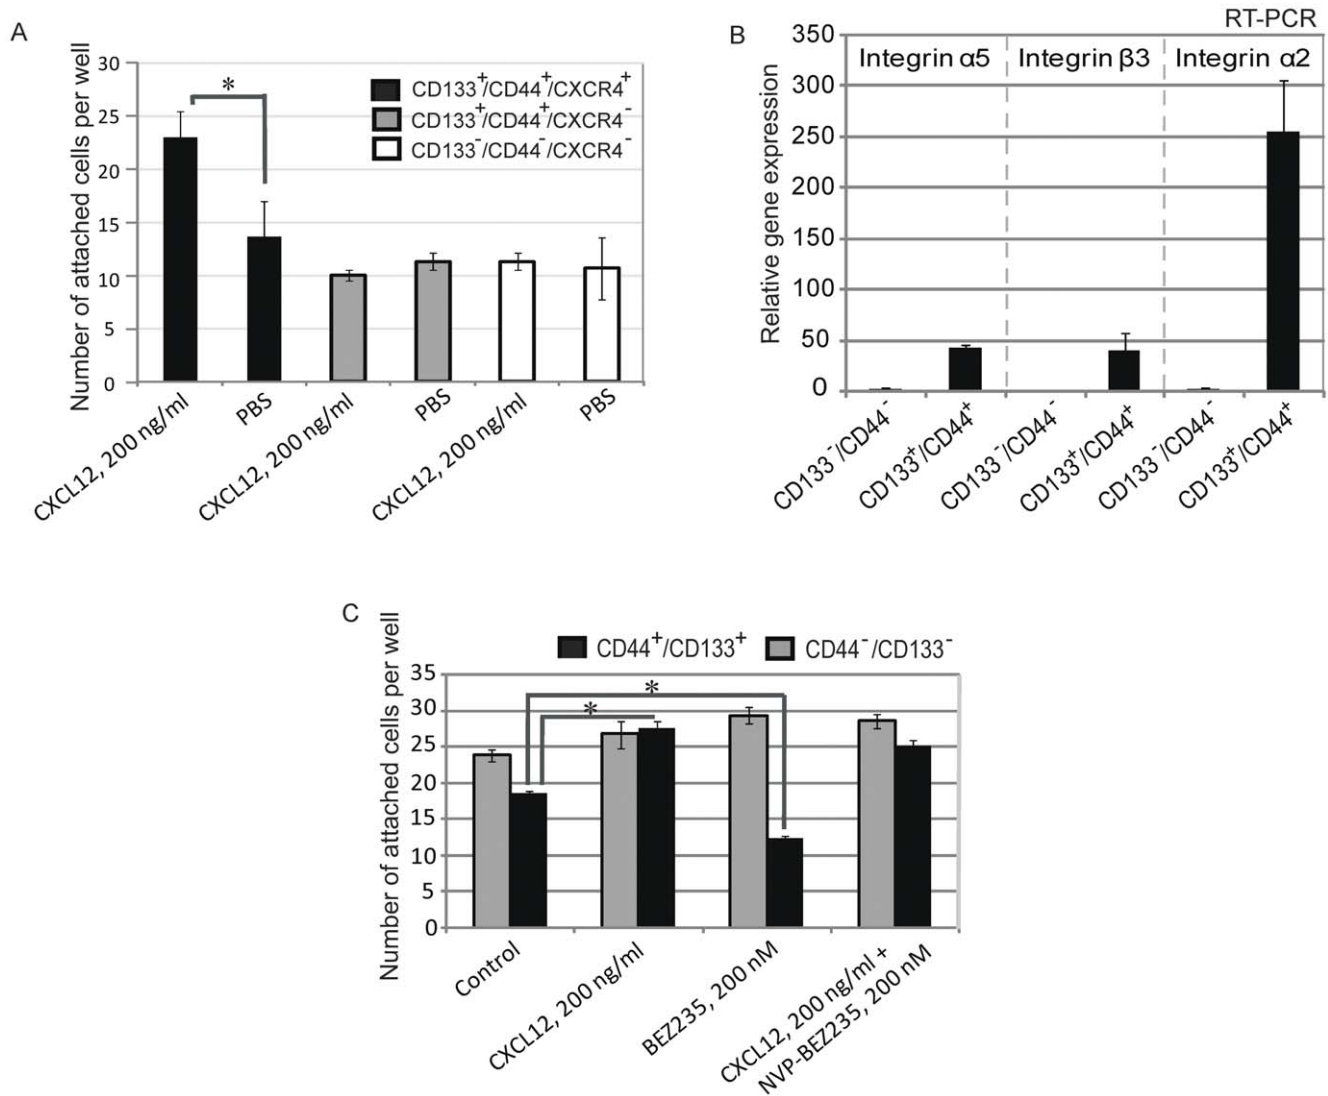 A
Number of attached cells per well
30
25
20
15
10
5
0
*
CD133⁺/CD44⁺/CXCR4⁺
CD133⁺/CD44⁺/CXCR4⁻
CD133⁻/CD44⁻/CXCR4⁻
CXCL12, 200 ng/ml
PBS
CXCL12, 200 ng/ml
PBS
CXCL12, 200 ng/ml
PBS
B
RT-PCR
Relative gene expression
350
300
250
200
150
100
50
0
Integrin α5
Integrin β3
Integrin α2
CD133⁻/CD44⁻
CD133⁺/CD44⁺
CD133⁻/CD44⁻
CD133⁺/CD44⁺
CD133⁻/CD44⁻
CD133⁺/CD44⁺
C
Number of attached cells per well
CD44⁺/CD133⁺
CD44⁻/CD133⁻
35
30
25
20
15
10
5
0
*
*
Control
CXCL12, 200 ng/ml
BEZ235, 200 nM
CXCL12, 200 ng/ml +
NVP-BEZ235, 200 nM